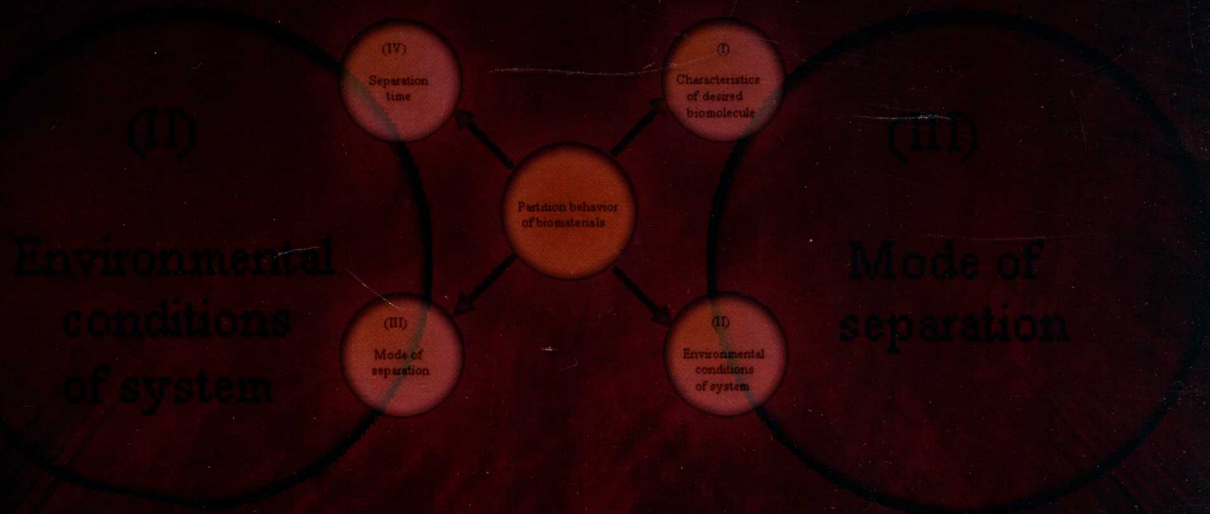 (IV)
Separation
time
(I)
Characteristics
of desired
biomolecule
Partition behavior
of biomaterials
(III)
Mode of
separation
(II)
Environmental
conditions
of system
(II)
Environmental
conditions
of system
(III)
Mode of
separation